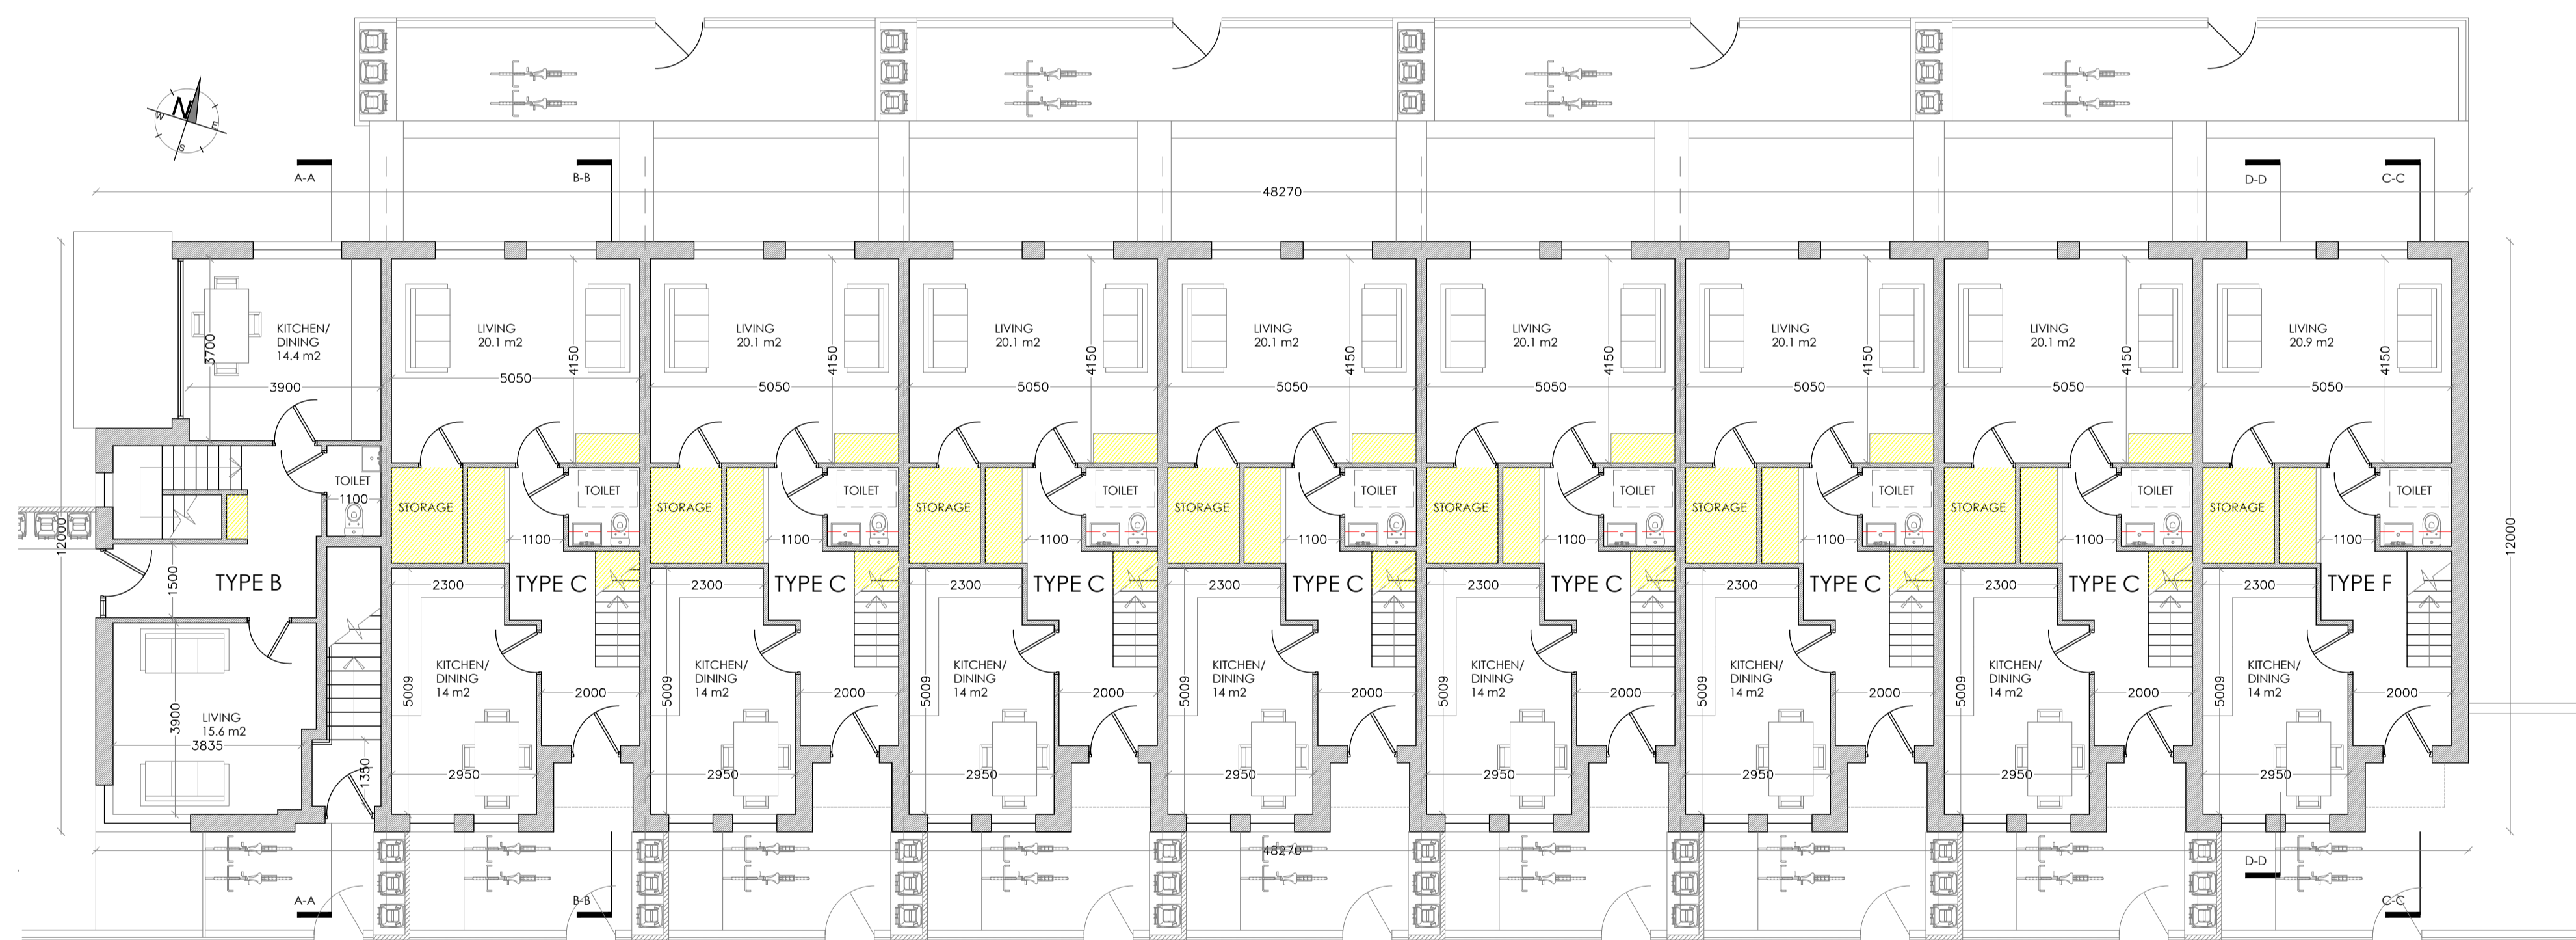 N
W
E
S
A-A
B-B
D-D
C-C
48270
KITCHEN/
DINING
14.4 m2
3700
3900
LIVING
20.1 m2
4150
5050
LIVING
20.1 m2
4150
5050
LIVING
20.1 m2
4150
5050
LIVING
20.1 m2
4150
5050
LIVING
20.1 m2
4150
5050
LIVING
20.1 m2
4150
5050
LIVING
20.1 m2
4150
5050
LIVING
20.9 m2
4150
5050
12000
12000
TOILET
1100
STORAGE
TOILET
1100
STORAGE
TOILET
1100
STORAGE
TOILET
1100
STORAGE
TOILET
1100
STORAGE
TOILET
1100
STORAGE
TOILET
1100
STORAGE
TOILET
1100
STORAGE
TOILET
1100
1500
TYPE B
2300
TYPE C
2300
TYPE C
2300
TYPE C
2300
TYPE C
2300
TYPE C
2300
TYPE C
2300
TYPE C
2300
TYPE F
LIVING
15.6 m2
3900
3835
1350
KITCHEN/
DINING
14 m2
5009
2000
2950
KITCHEN/
DINING
14 m2
5009
2000
2950
KITCHEN/
DINING
14 m2
5009
2000
2950
KITCHEN/
DINING
14 m2
5009
2000
2950
KITCHEN/
DINING
14 m2
5009
2000
2950
KITCHEN/
DINING
14 m2
5009
2000
2950
KITCHEN/
DINING
14 m2
5009
2000
2950
KITCHEN/
DINING
14 m2
5009
2000
2950
48270
D-D
A-A
B-B
C-C